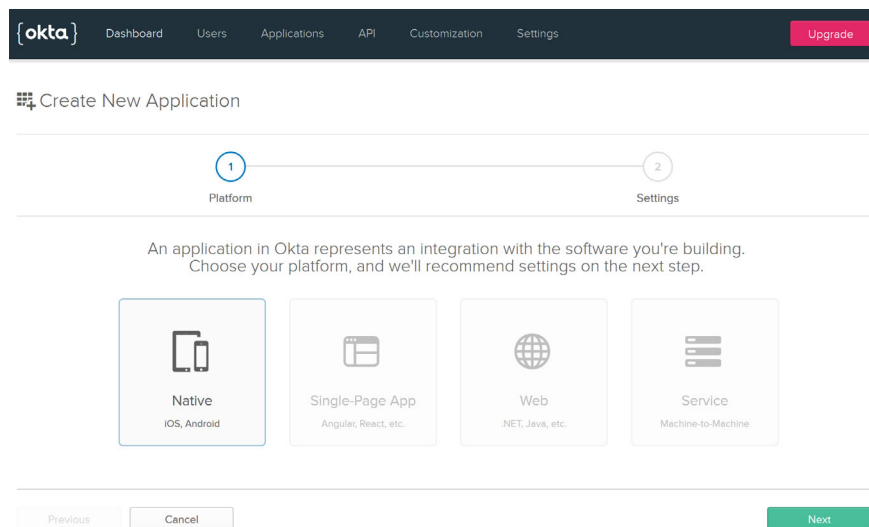 {okta} Dashboard Users Applications API Customization Settings Upgrade
Create New Application
1 2
Platform Settings
An application in Okta represents an integration with the software you're building.
Choose your platform, and we'll recommend settings on the next step.
Native Single-Page App Web Service
iOS, Android Angular, React, etc. .NET, Java, etc. Machine-to-Machine
Previous Cancel Next